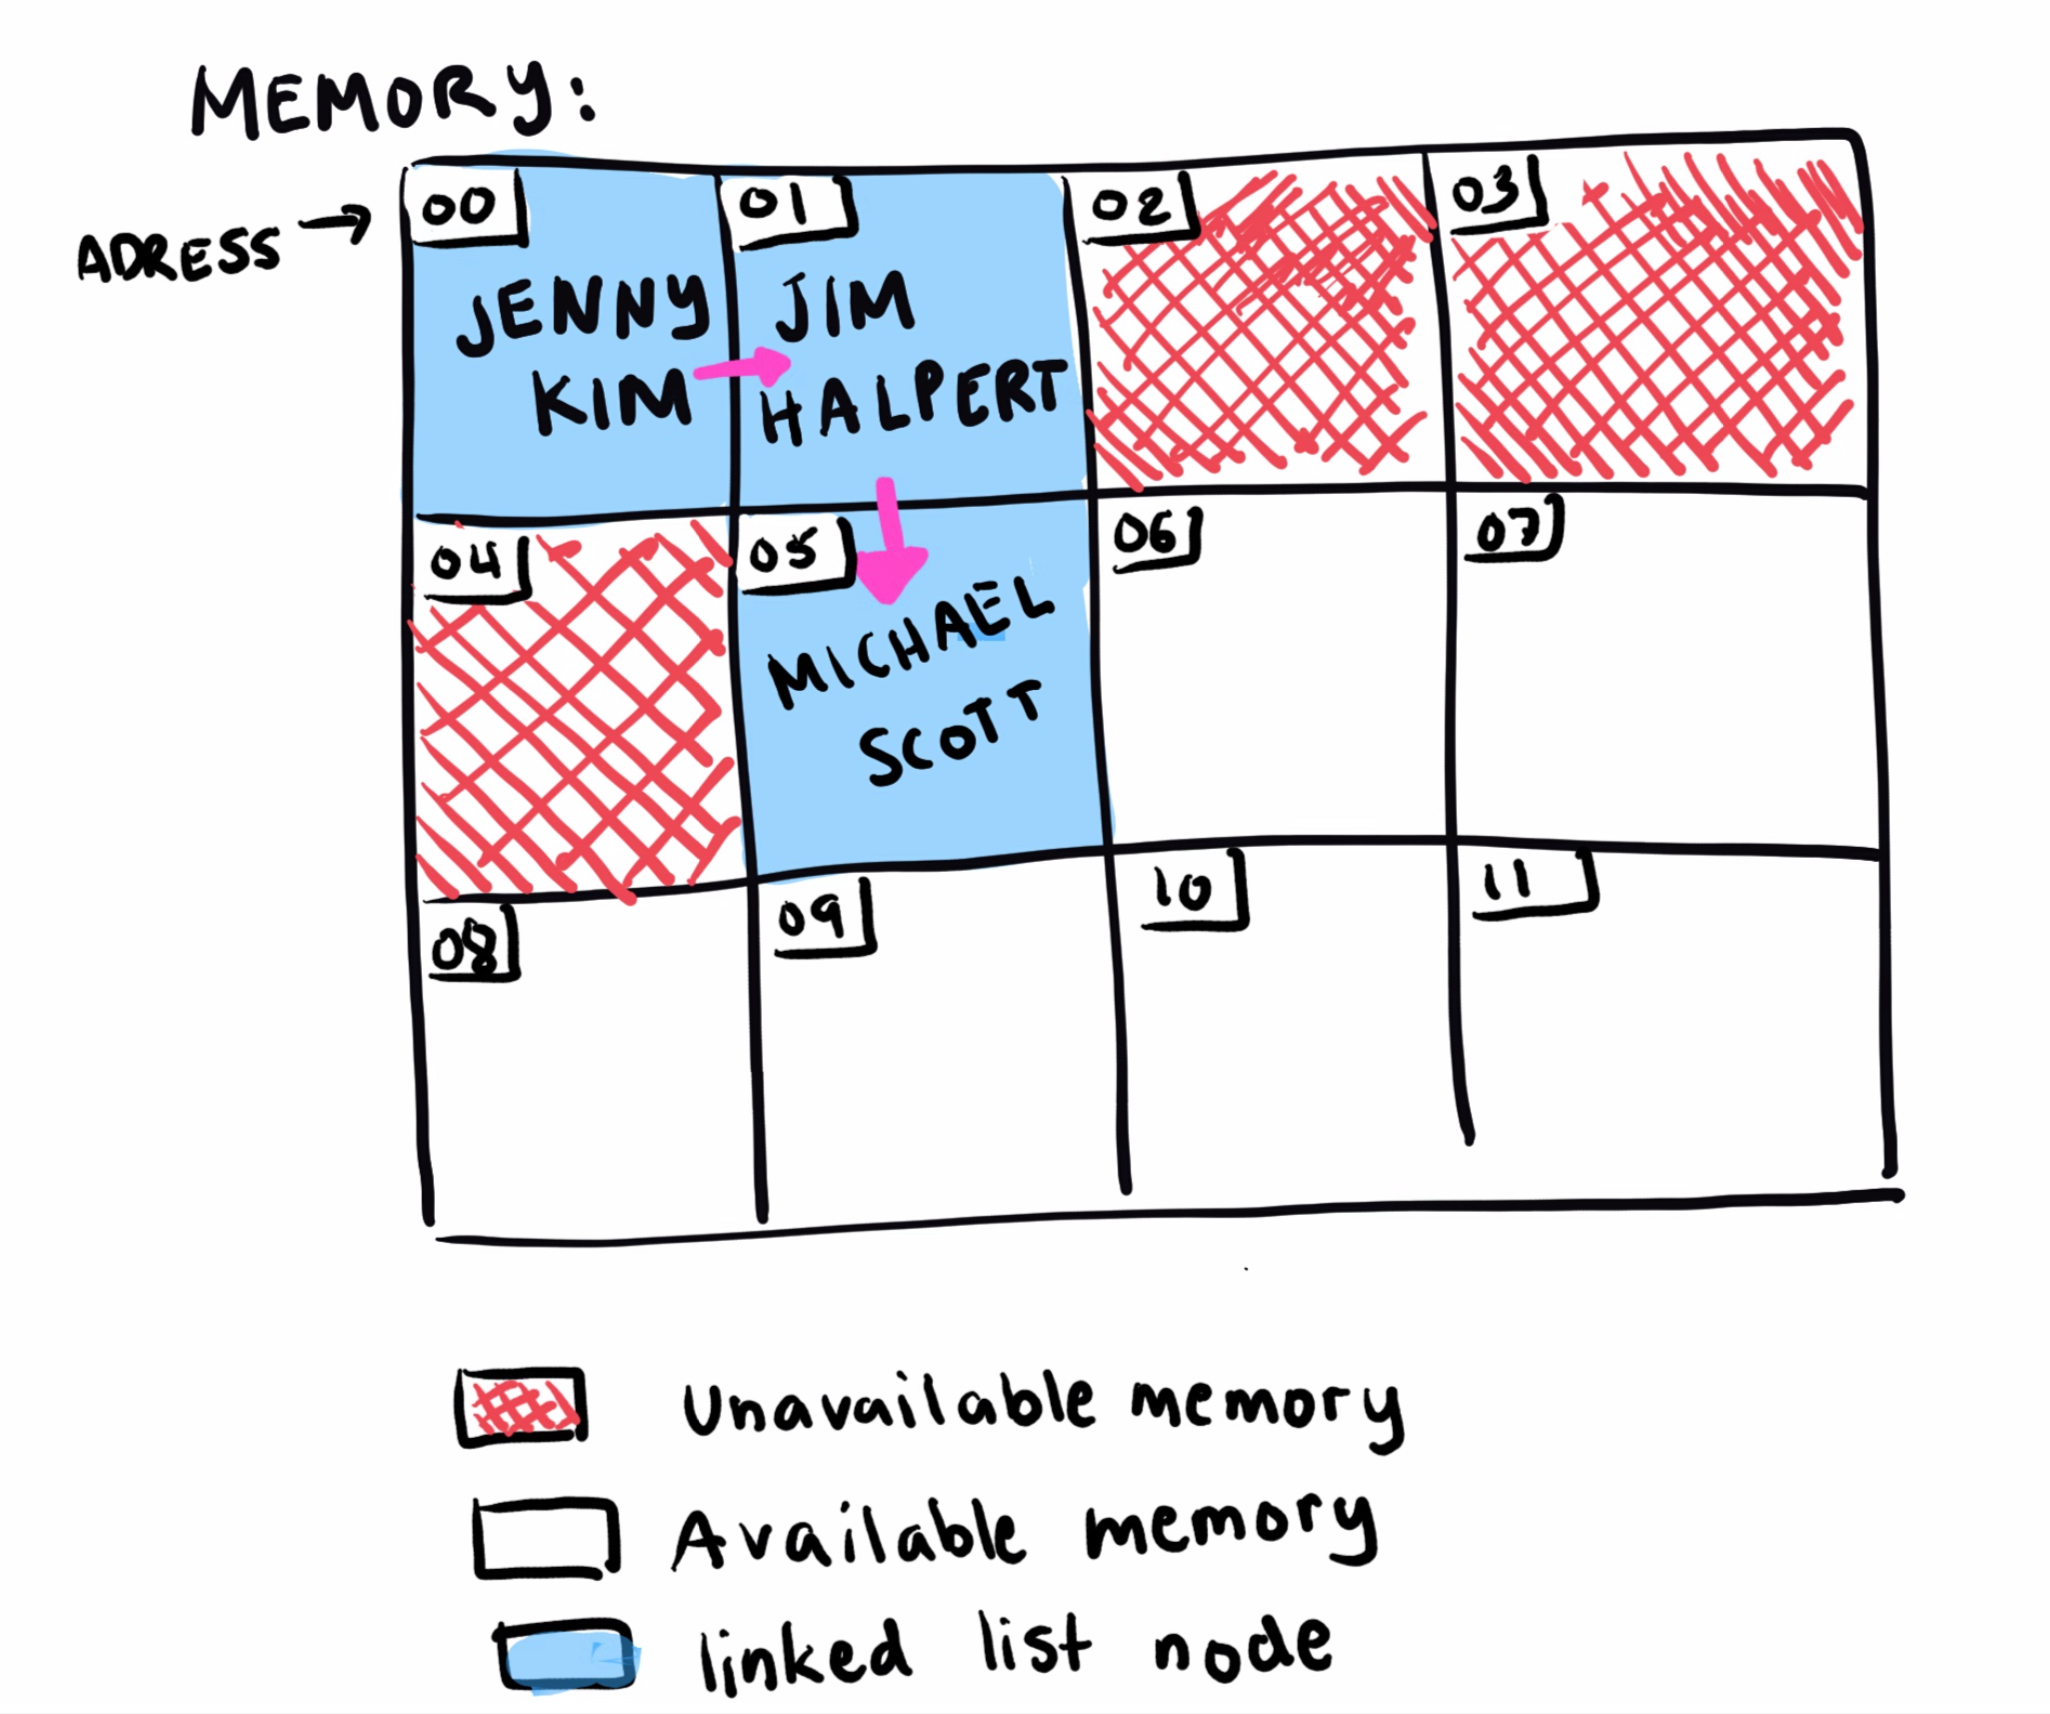 MEMORY:
ADRESS →
00
01
02
03
JENNY
KIM
JIM
HALPERT
04
05
06
07
MICHAEL
SCOTT
08
09
10
11
Unavailable memory
Available memory
linked list node